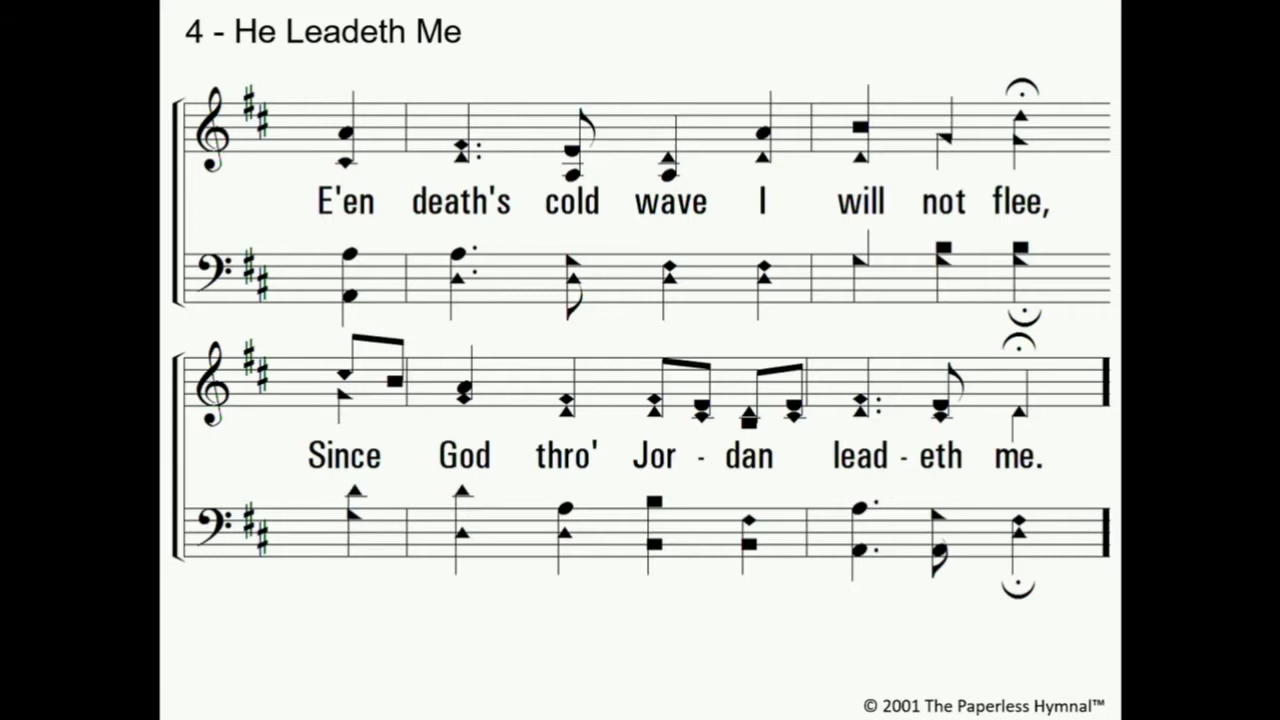 4 - He Leadeth Me
E'en death's cold wave I will not flee,
Since God thro' Jor - dan lead - eth me.
© 2001 The Paperless Hymnal™